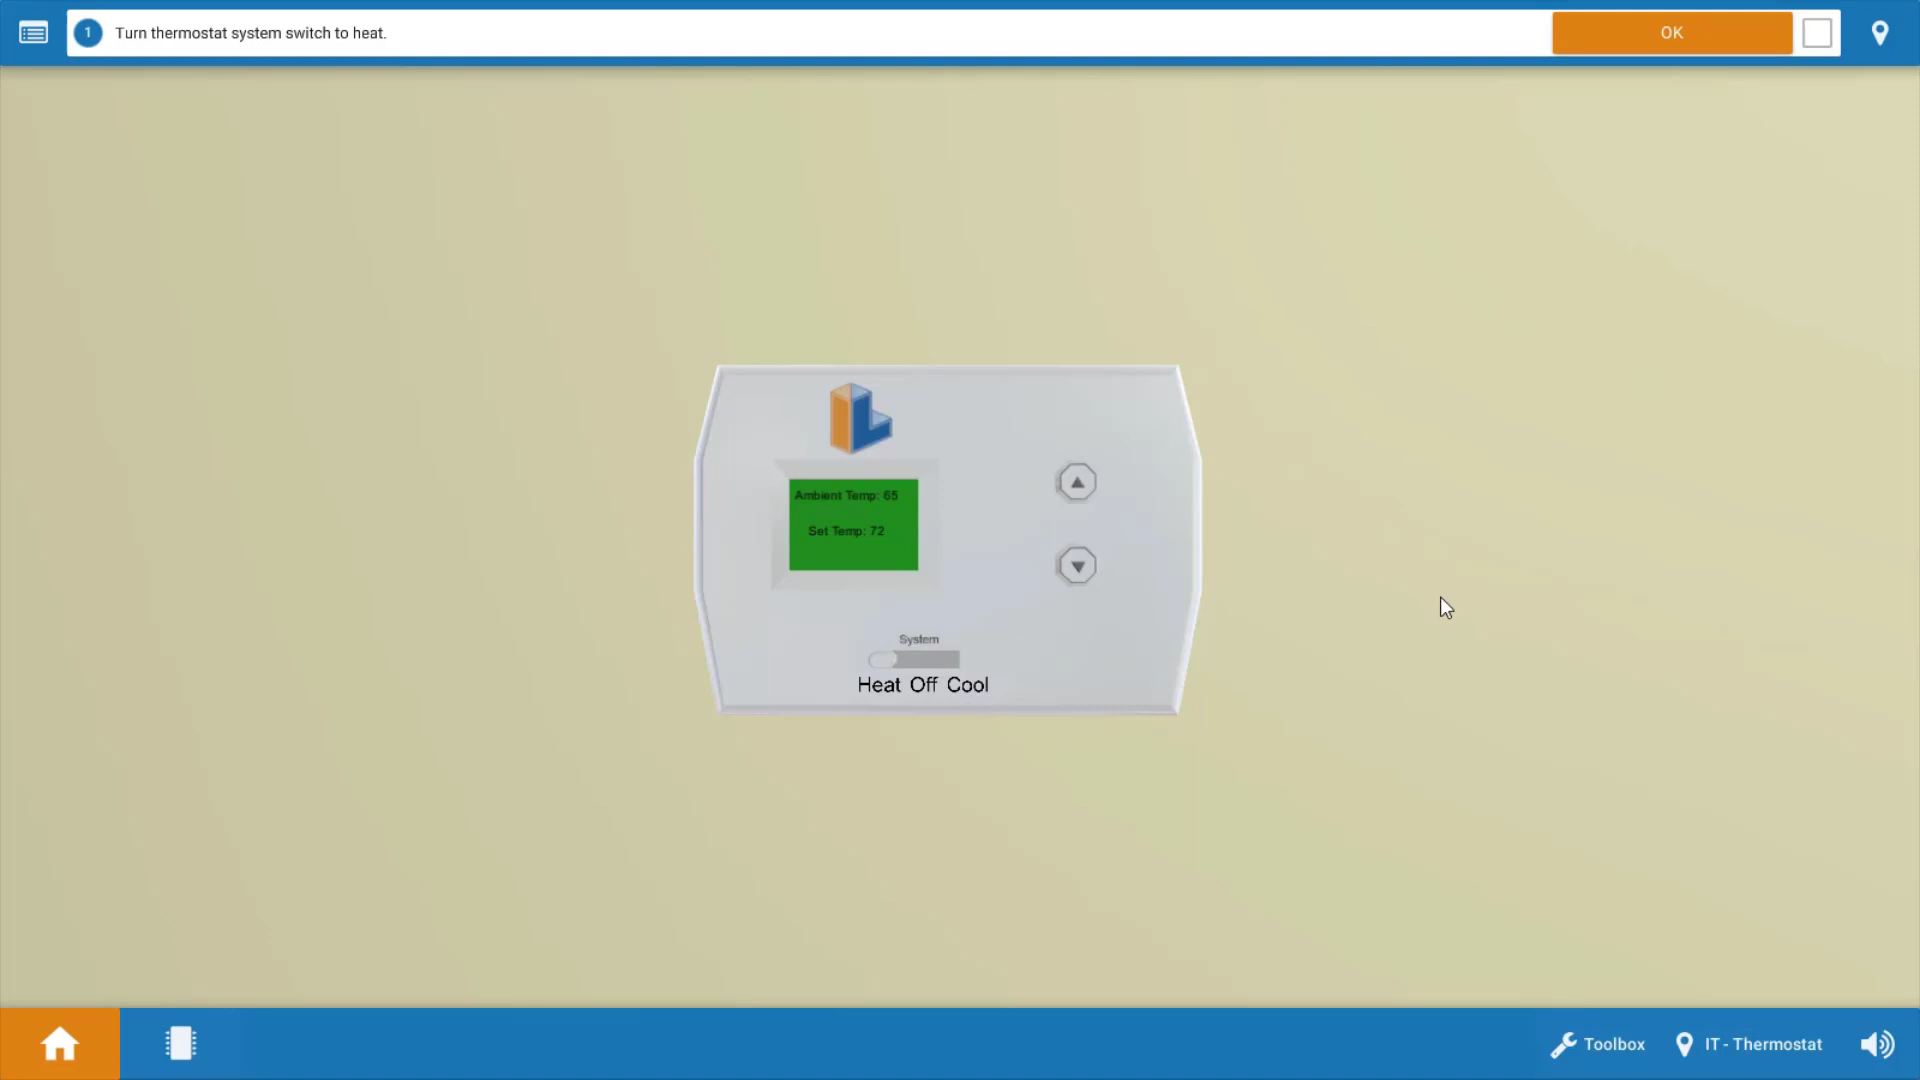 1 Turn thermostat system switch to heat.
OK
Ambient Temp: 65
Set Temp: 72
System
Heat Off Cool
Toolbox
IT - Thermostat